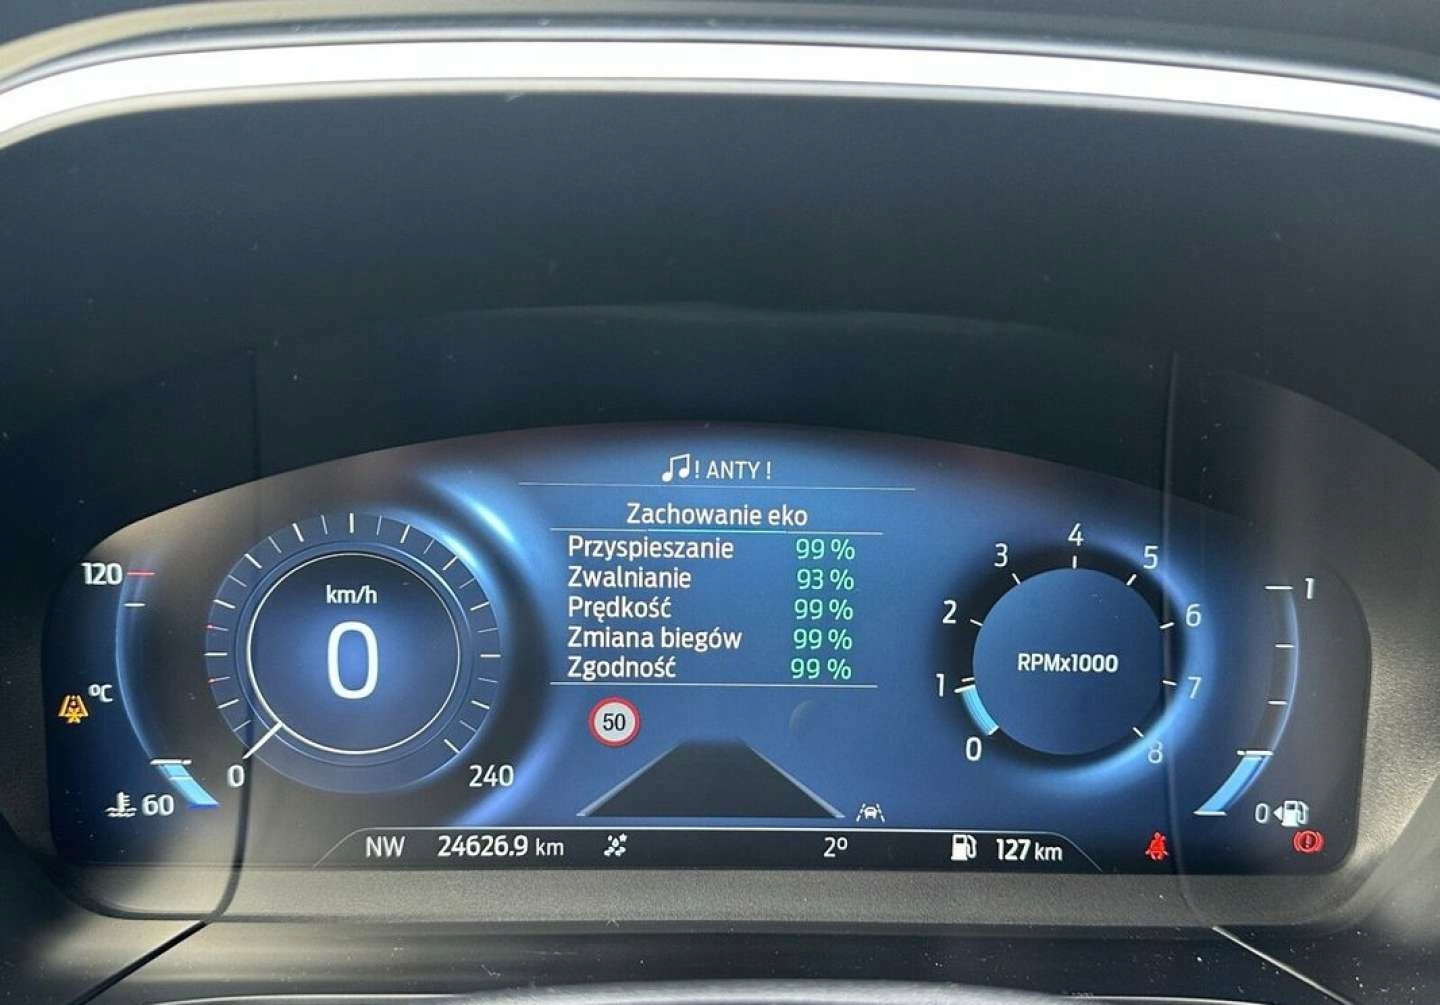 ! ANTY !
Zachowanie eko
Przyspieszanie 99 %
Zwalnianie 93 %
Prędkość 99 %
Zmiana biegów 99 %
Zgodność 99 %
120
°C
60
km/h
0
0
240
50
4
3
5
2
6
1
7
0
8
RPMx1000
1
0
NW 24626.9 km 2° 127 km